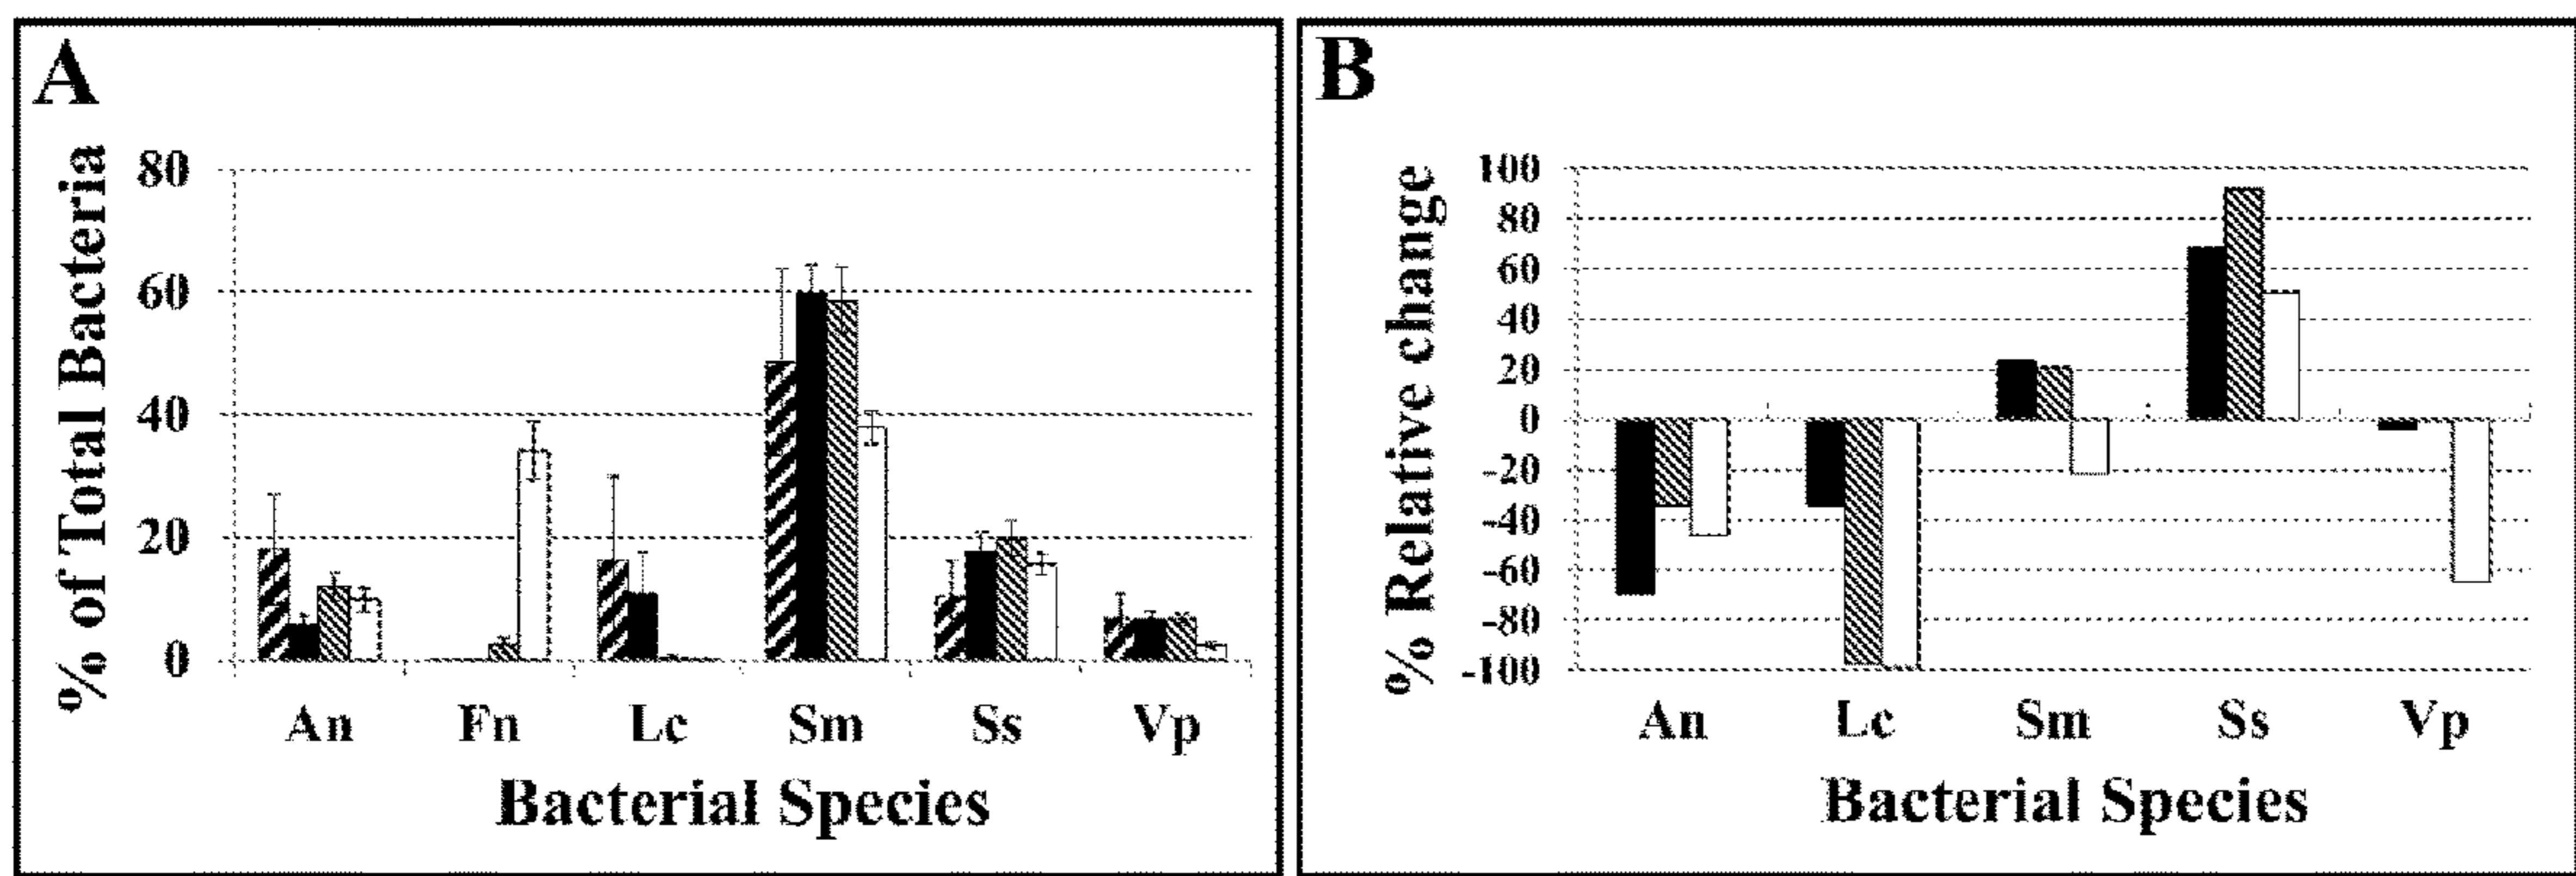 A
% of Total Bacteria
80
60
40
20
0
An Fn Lc Sm Ss Vp
Bacterial Species
B
% Relative change
100
80
60
40
20
0
-20
-40
-60
-80
-100
An Lc Sm Ss Vp
Bacterial Species